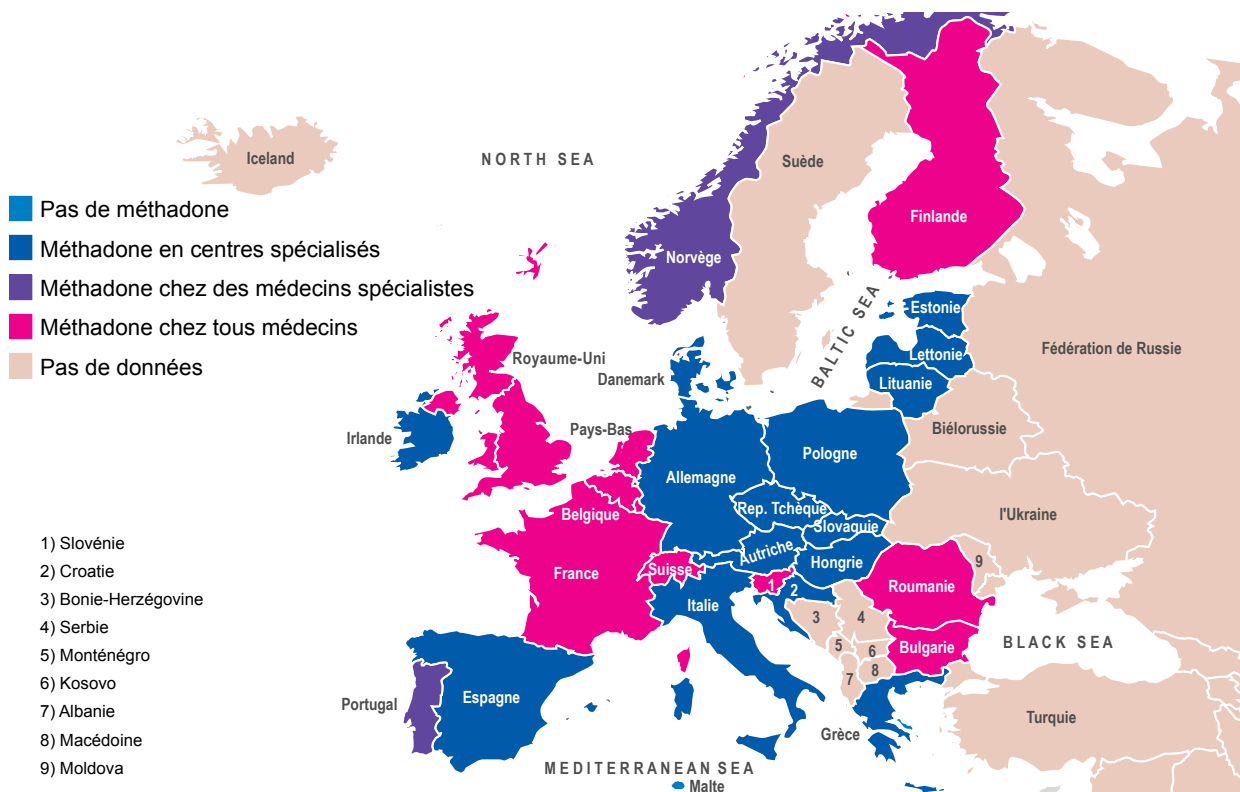 Iceland
NORTH SEA
Suède
Finlande
Norvège
Pas de méthadone
Méthadone en centres spécialisés
Méthadone chez des médecins spécialistes
Méthadone chez tous médecins
Pas de données
BALTIC SEA
Estonie
Lettonie
Lituanie
Fédération de Russie
Royaume-Uni
Danemark
Irlande
Pays-Bas
Biélorussie
Pologne
Allemagne
Belgique
Rep. Tchèque
Slovaquie
l'Ukraine
Autriche
Hongrie
France
Suisse
Roumanie
Italie
1
2
3
4
5
6
7
8
9
Bulgarie
BLACK SEA
Portugal
Espagne
Grèce
Turquie
MEDITERRANEAN SEA
Malte
1) Slovénie
2) Croatie
3) Bonie-Herzégovine
4) Serbie
5) Monténégro
6) Kosovo
7) Albanie
8) Macédoine
9) Moldova